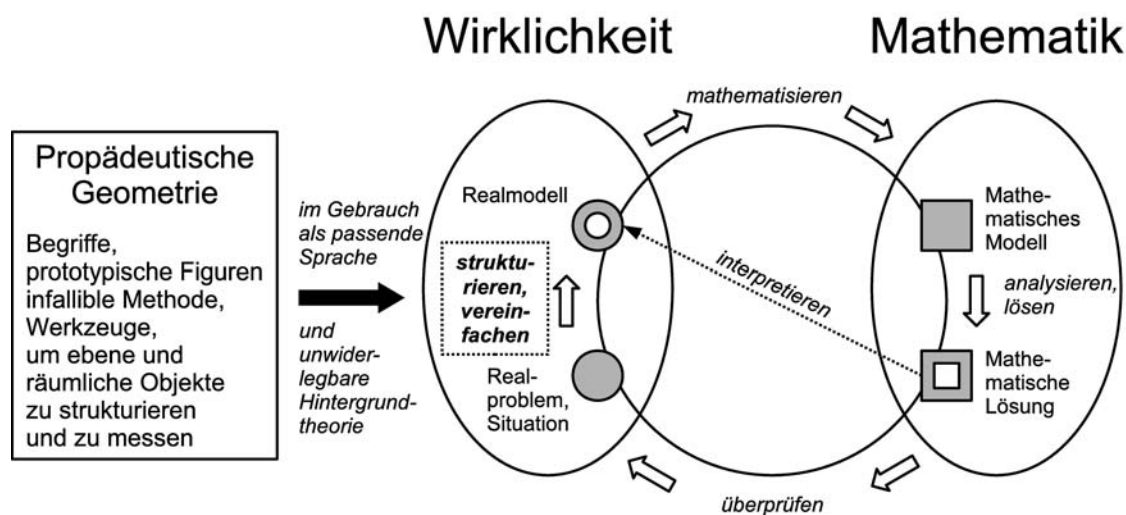 Wirklichkeit
Mathematik
Propädeutische
Geometrie
Begriffe,
prototypische Figuren
infallible Methode,
Werkzeuge,
um ebene und
räumliche Objekte
zu strukturieren
und zu messen
im Gebrauch
als passende
Sprache
und
unwider-
legbare
Hintergrund-
theorie
Realmodell
struktu-
rieren,
verein-
fachen
Real-
problem,
Situation
mathematisieren
interpretieren
überprüfen
Mathe-
matisches
Modell
analysieren,
lösen
Mathe-
matische
Lösung